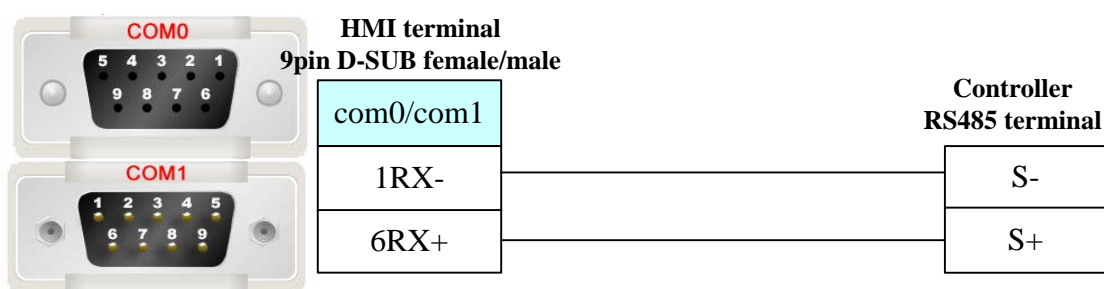 COM0
5 4 3 2 1
9 8 7 6
COM1
1 2 3 4 5
6 7 8 9
HMI terminal
9pin D-SUB female/male
com0/com1
1RX-
6RX+
Controller
RS485 terminal
S-
S+